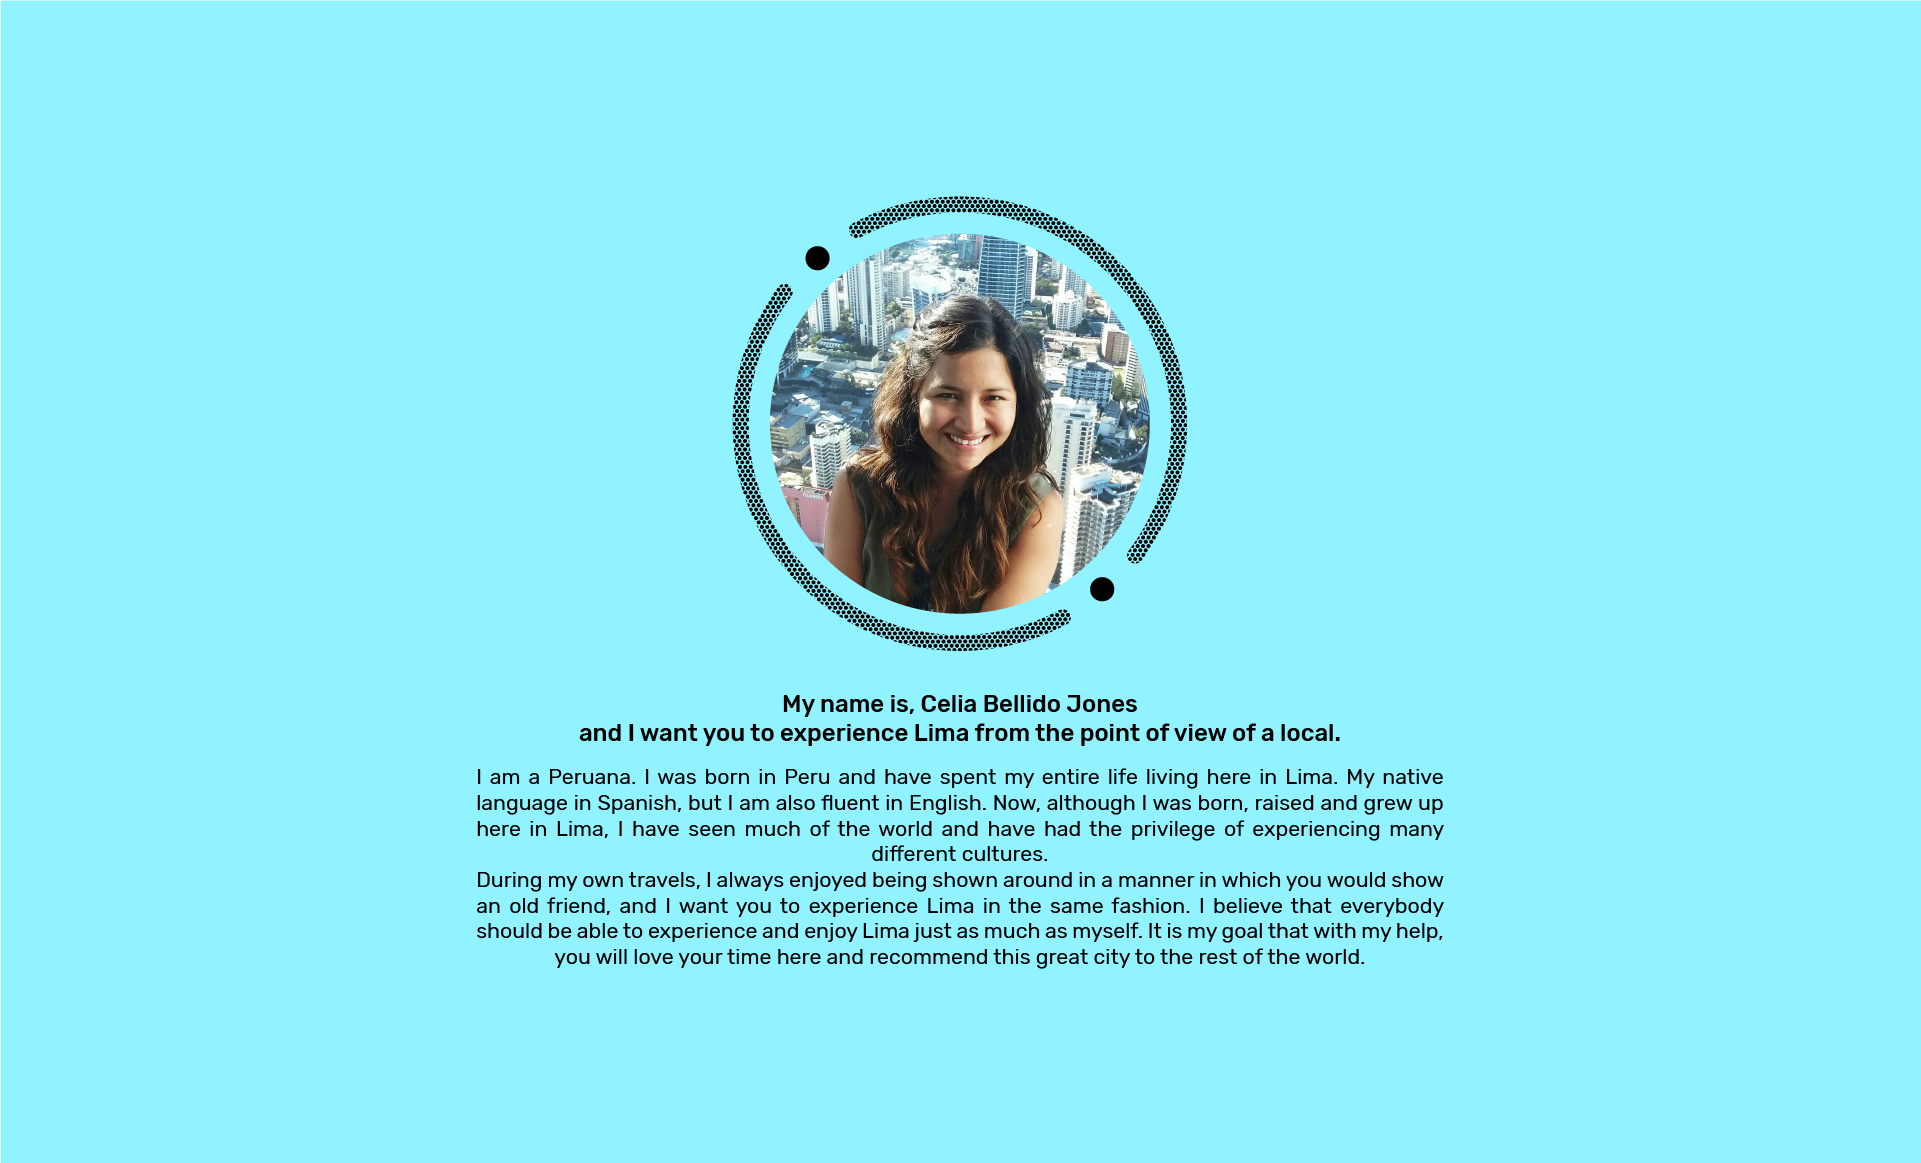 My name is, Celia Bellido Jones
and I want you to experience Lima from the point of view of a local.
I am a Peruana. I was born in Peru and have spent my entire life living here in Lima. My native
language in Spanish, but I am also fluent in English. Now, although I was born, raised and grew up
here in Lima, I have seen much of the world and have had the privilege of experiencing many
different cultures.
During my own travels, I always enjoyed being shown around in a manner in which you would show
an old friend, and I want you to experience Lima in the same fashion. I believe that everybody
should be able to experience and enjoy Lima just as much as myself. It is my goal that with my help,
you will love your time here and recommend this great city to the rest of the world.